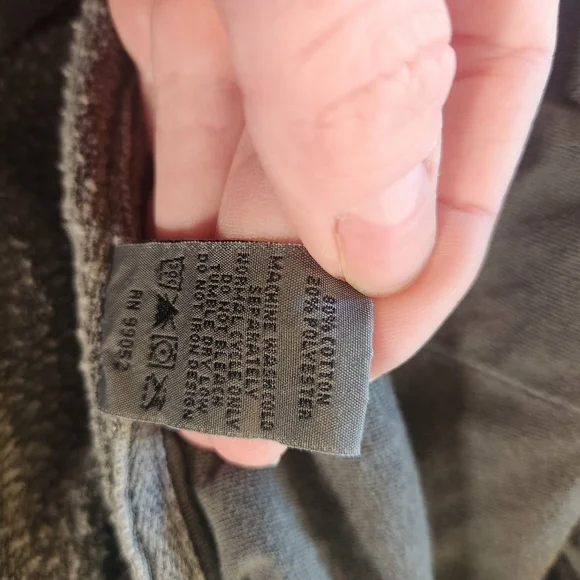 80% COTTON
20% POLYESTER
MACHINE WASH COLD
SEPARATELY
NORMAL CYCLE ONLY
DO NOT BLEACH
TUMBLE DRY LOW
DO NOT IRON DESIGN
RN 99052